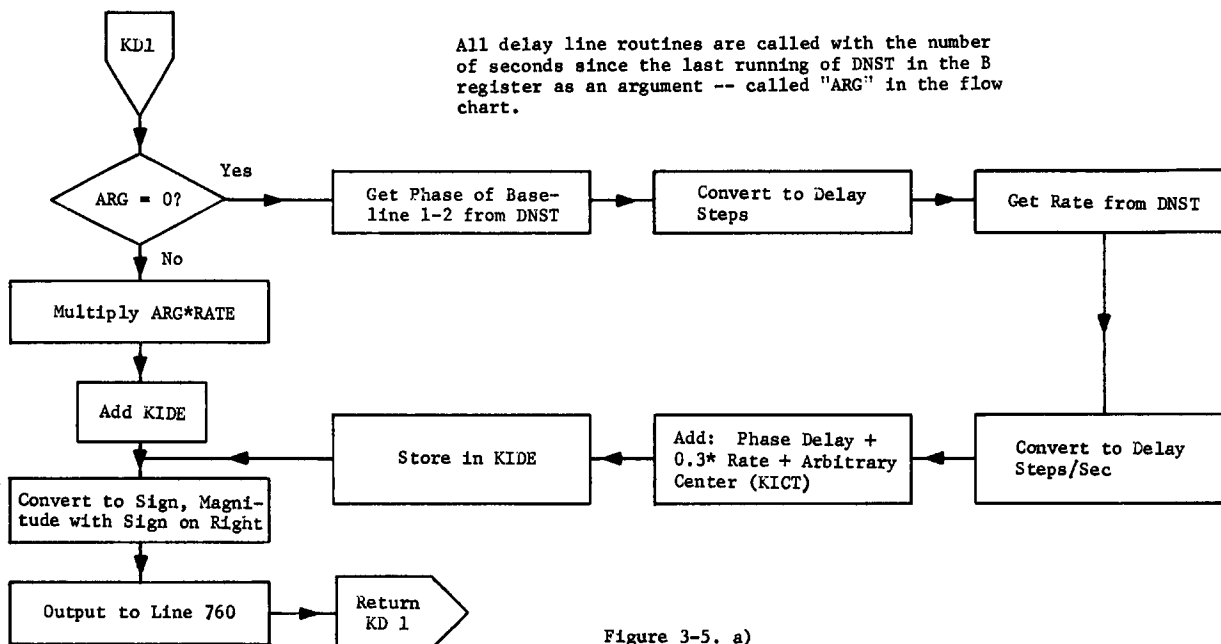 KD1
All delay line routines are called with the number
of seconds since the last running of DNST in the B
register as an argument -- called "ARG" in the flow
chart.
ARG = 0?
Yes
Get Phase of Base-
line 1-2 from DNST
Convert to Delay
Steps
Get Rate from DNST
No
Multiply ARG*RATE
Add KIDE
Convert to Delay
Steps/Sec
Add: Phase Delay +
0.3* Rate + Arbitrary
Center (KICT)
Store in KIDE
Convert to Sign, Magni-
tude with Sign on Right
Output to Line 760
Return
KD 1
Figure 3-5. a)